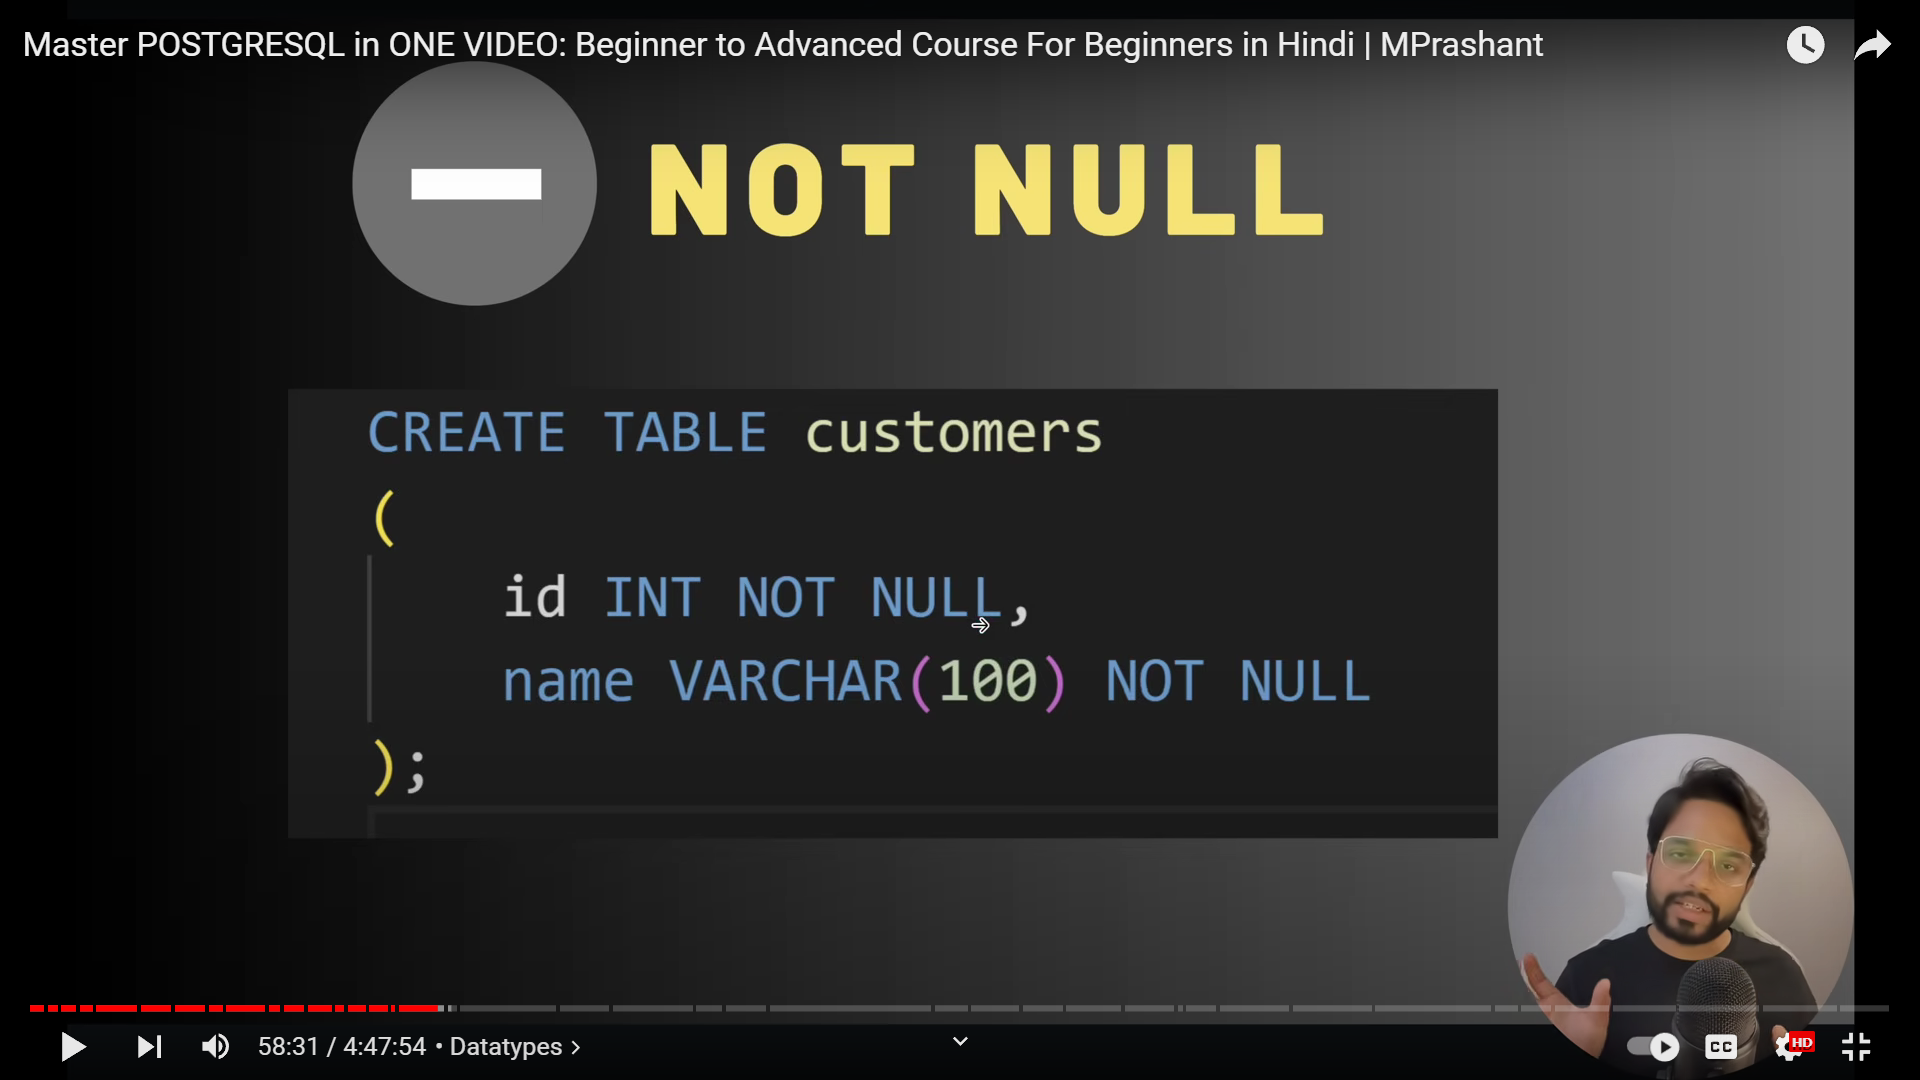 Master POSTGRESQL in ONE VIDEO: Beginner to Advanced Course For Beginners in Hindi | MPrashant
NOT NULL
CREATE TABLE customers
(
id INT NOT NULL,
name VARCHAR(100) NOT NULL
);
58:31 / 4:47:54 • Datatypes >
CC
HD